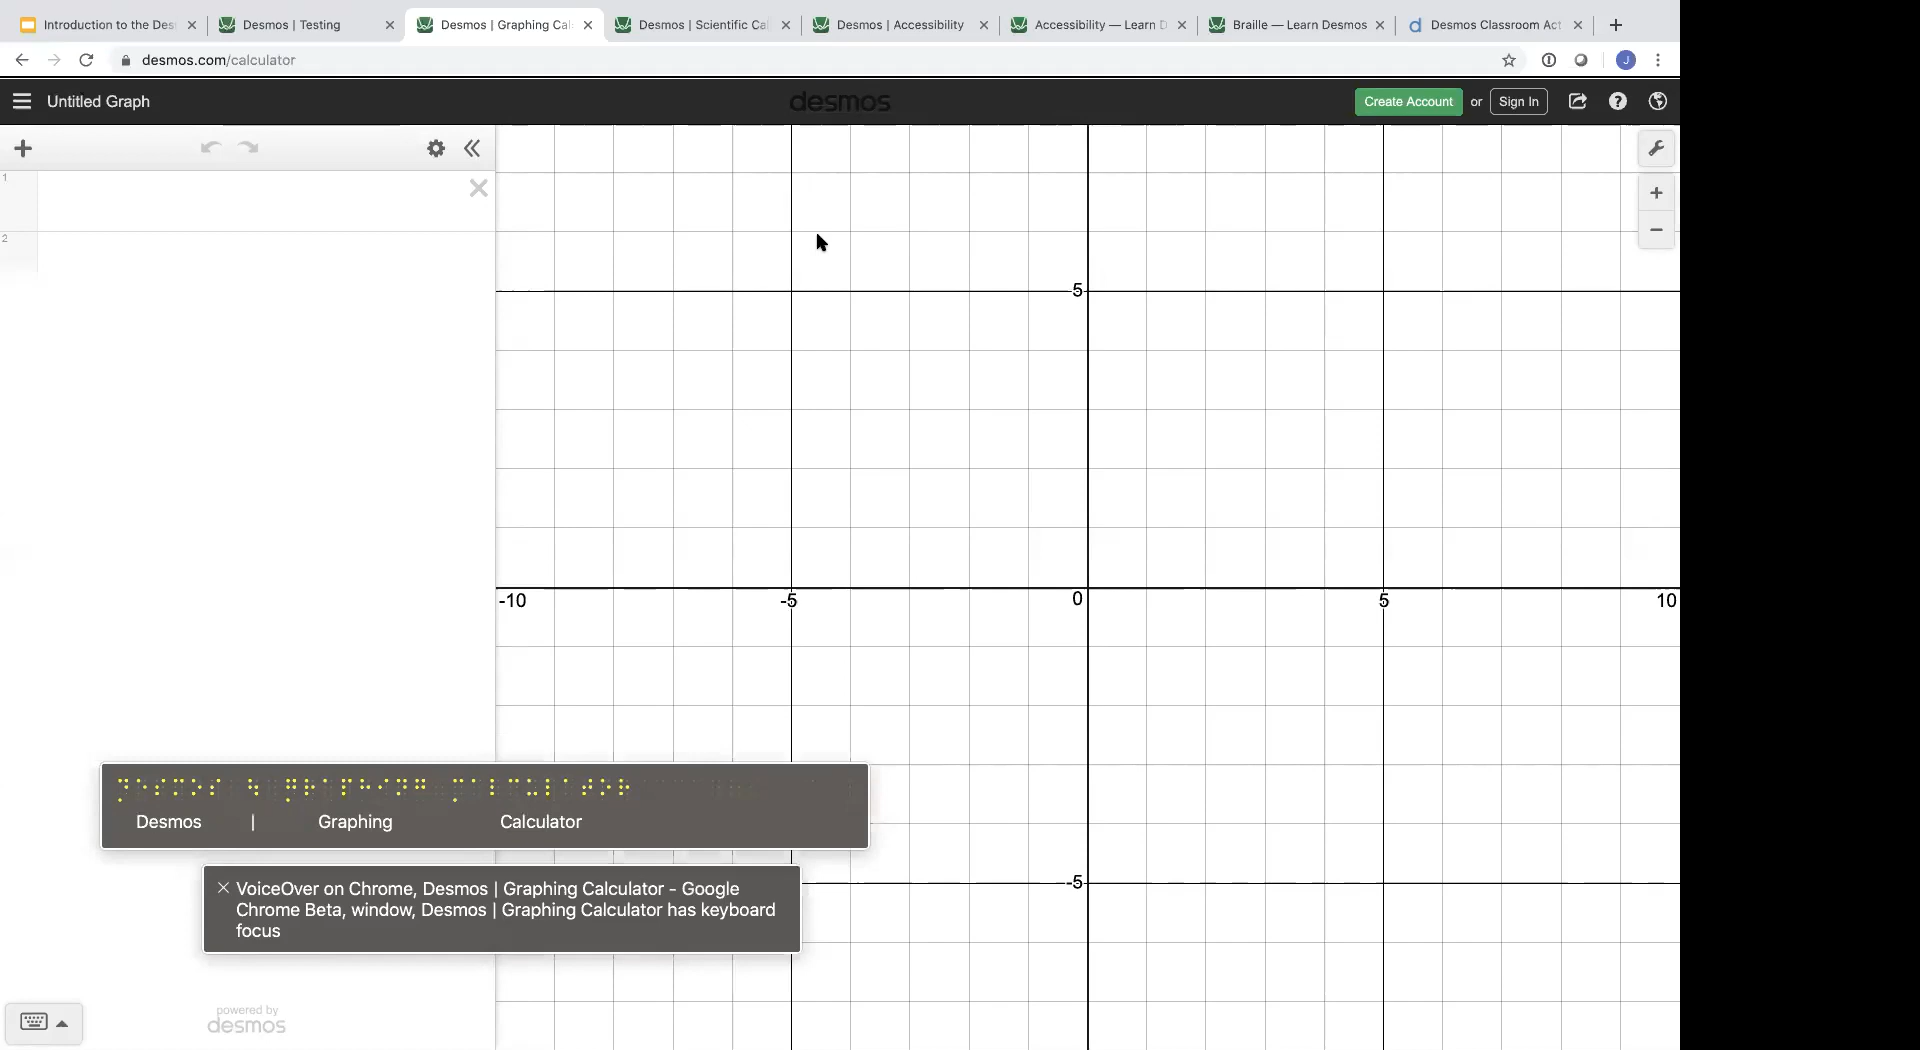 Introduction to the Des
Desmos | Testing
Desmos | Graphing Cal
Desmos | Scientific Cal
Desmos | Accessibility
Accessibility — Learn D
Braille — Learn Desmos
Desmos Classroom Act
desmos.com/calculator
J
Untitled Graph
desmos
Create Account
or
Sign In
1
2
5
-10
-5
0
5
10
-5
Desmos | Graphing Calculator
VoiceOver on Chrome, Desmos | Graphing Calculator - Google
Chrome Beta, window, Desmos | Graphing Calculator has keyboard
focus
powered by
desmos